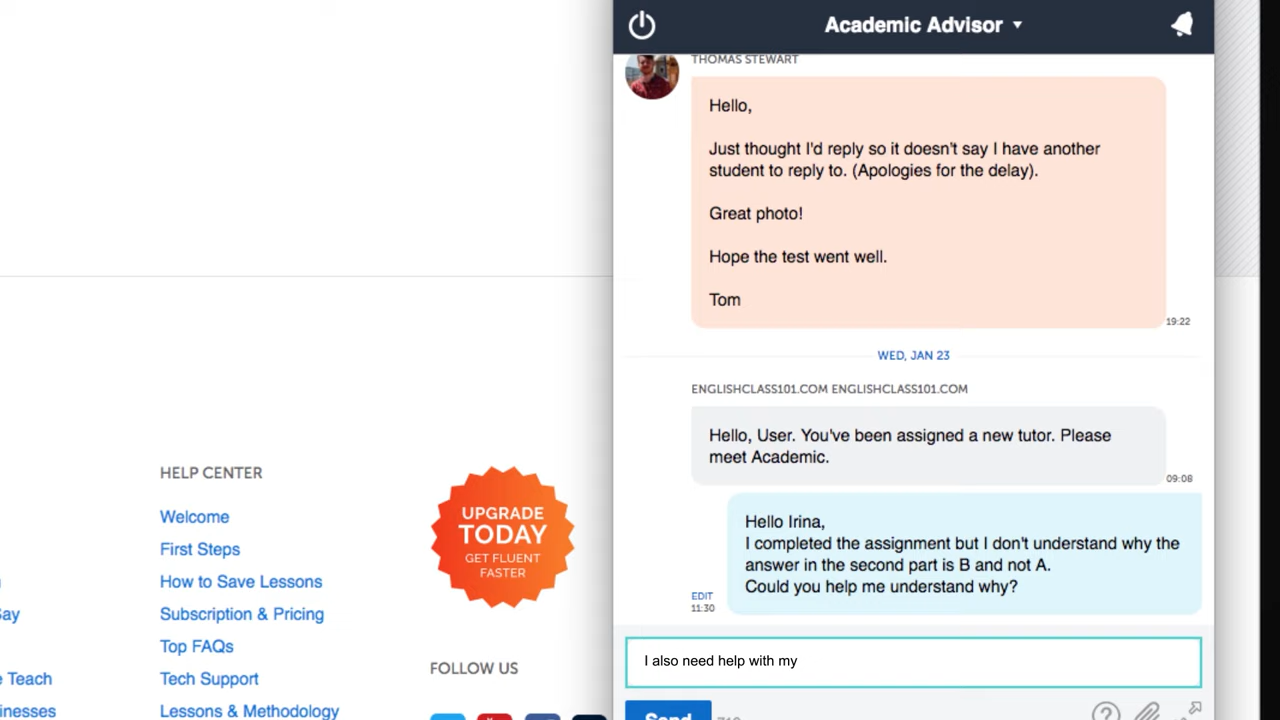 Academic Advisor
THOMAS STEWART
Hello,
Just thought I'd reply so it doesn't say I have another
student to reply to. (Apologies for the delay).
Great photo!
Hope the test went well.
Tom
19:22
WED, JAN 23
ENGLISHCLASS101.COM ENGLISHCLASS101.COM
Hello, User. You've been assigned a new tutor. Please
meet Academic.
09:08
Hello Irina,
I completed the assignment but I don't understand why the
answer in the second part is B and not A.
Could you help me understand why?
EDIT
11:30
I also need help with my
Send
HELP CENTER
Welcome
First Steps
How to Save Lessons
Subscription & Pricing
Top FAQs
Tech Support
Lessons & Methodology
UPGRADE
TODAY
GET FLUENT
FASTER
FOLLOW US
Teach